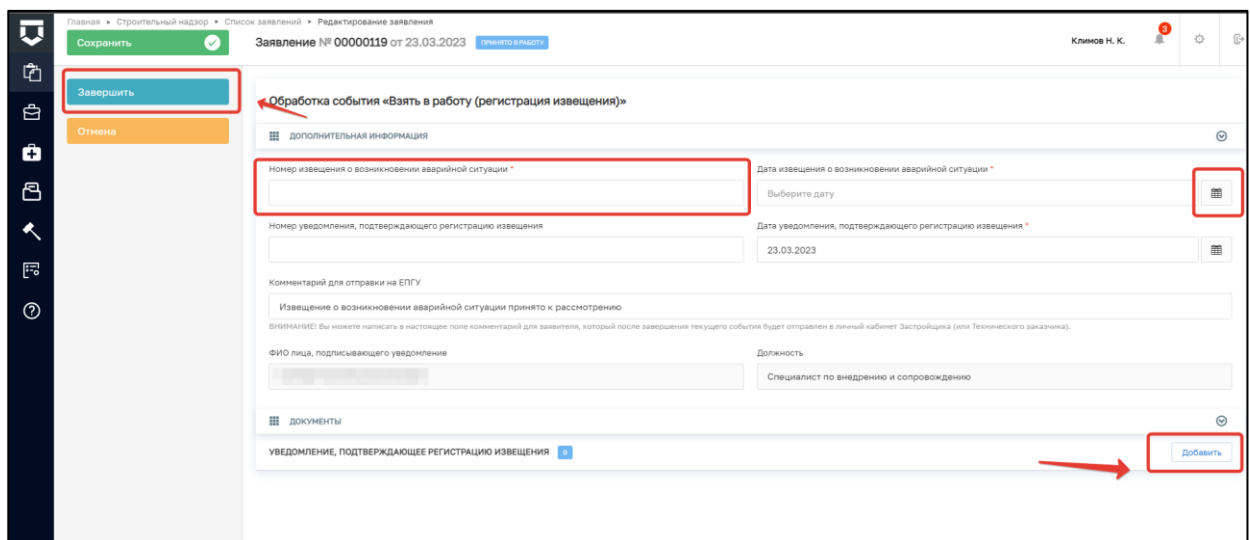 Главная ▸ Строительный надзор ▸ Список заявлений ▸ Редактирование заявления
Сохранить
Заявление № 00000119 от 23.03.2023 ПРИНЯТО В РАБОТУ
Климов Н. К.
3
Завершить
Отмена
Обработка события «Взять в работу (регистрация извещения)»
ДОПОЛНИТЕЛЬНАЯ ИНФОРМАЦИЯ
Номер извещения о возникновении аварийной ситуации *
Дата извещения о возникновении аварийной ситуации *
Выберите дату
Номер уведомления, подтверждающего регистрацию извещения
Дата уведомления, подтверждающего регистрацию извещения *
23.03.2023
Комментарий для отправки на ЕПГУ
Извещение о возникновении аварийной ситуации принято к рассмотрению
ВНИМАНИЕ! Вы можете написать в настоящее поле комментарий для заявителя, который после завершения текущего события будет отправлен в личный кабинет Застройщика (или Технического заказчика).
ФИО лица, подписывающего уведомление
Должность
Специалист по внедрению и сопровождению
ДОКУМЕНТЫ
УВЕДОМЛЕНИЕ, ПОДТВЕРЖДАЮЩЕЕ РЕГИСТРАЦИЮ ИЗВЕЩЕНИЯ 0
Добавить